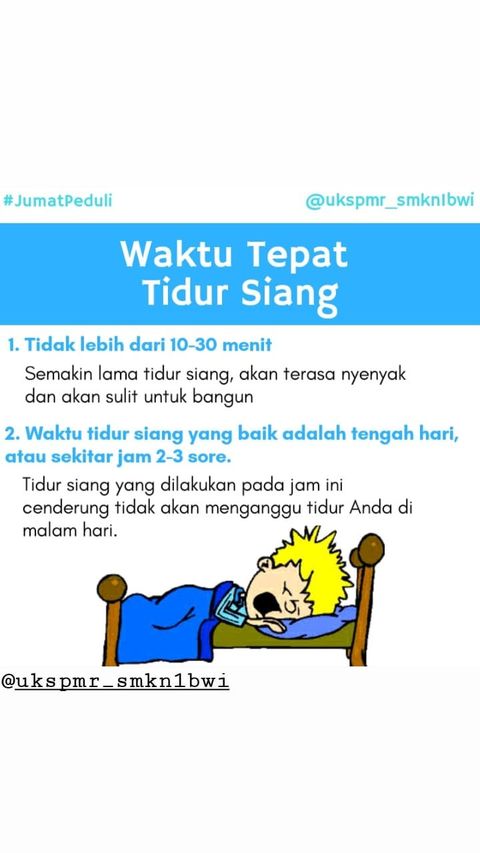 #JumatPeduli
@ukspmr_smkn1bwi
Waktu Tepat
Tidur Siang
1. Tidak lebih dari 10-30 menit
Semakin lama tidur siang, akan terasa nyenyak
dan akan sulit untuk bangun
2. Waktu tidur siang yang baik adalah tengah hari,
atau sekitar jam 2-3 sore.
Tidur siang yang dilakukan pada jam ini
cenderung tidak akan menganggu tidur Anda di
malam hari.
@ukspmr_smkn1bwi